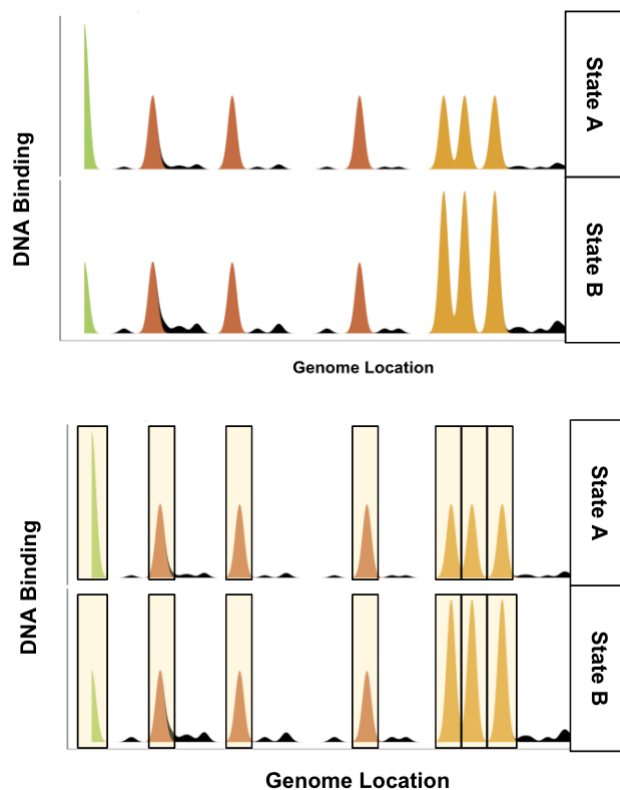 State A
DNA Binding
State B
Genome Location
State A
DNA Binding
State B
Genome Location